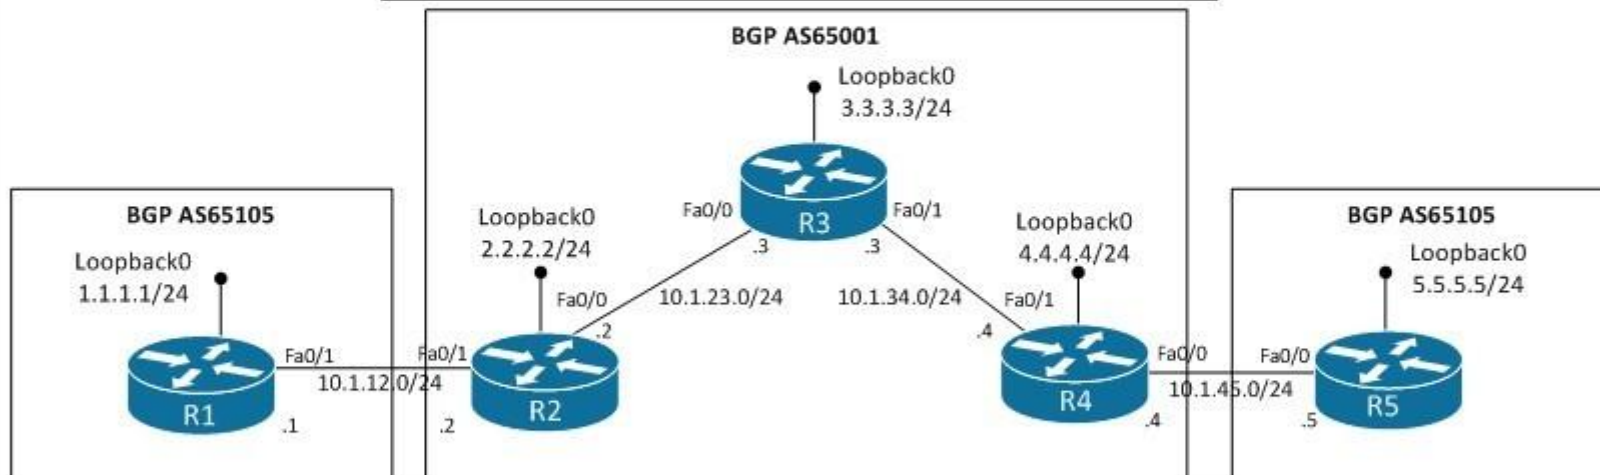 BGP AS65001
Loopback0
3.3.3.3/24
Fa0/0
R3
Fa0/1
.3
.3
BGP AS65105
Loopback0
1.1.1.1/24
R1
Fa0/1
.1
10.1.12.0/24
Loopback0
2.2.2.2/24
Fa0/0
.2
Fa0/1
R2
.2
10.1.23.0/24
10.1.34.0/24
Loopback0
4.4.4.4/24
Fa0/1
.4
R4
Fa0/0
.4
10.1.45.0/24
BGP AS65105
Loopback0
5.5.5.5/24
Fa0/0
R5
.5